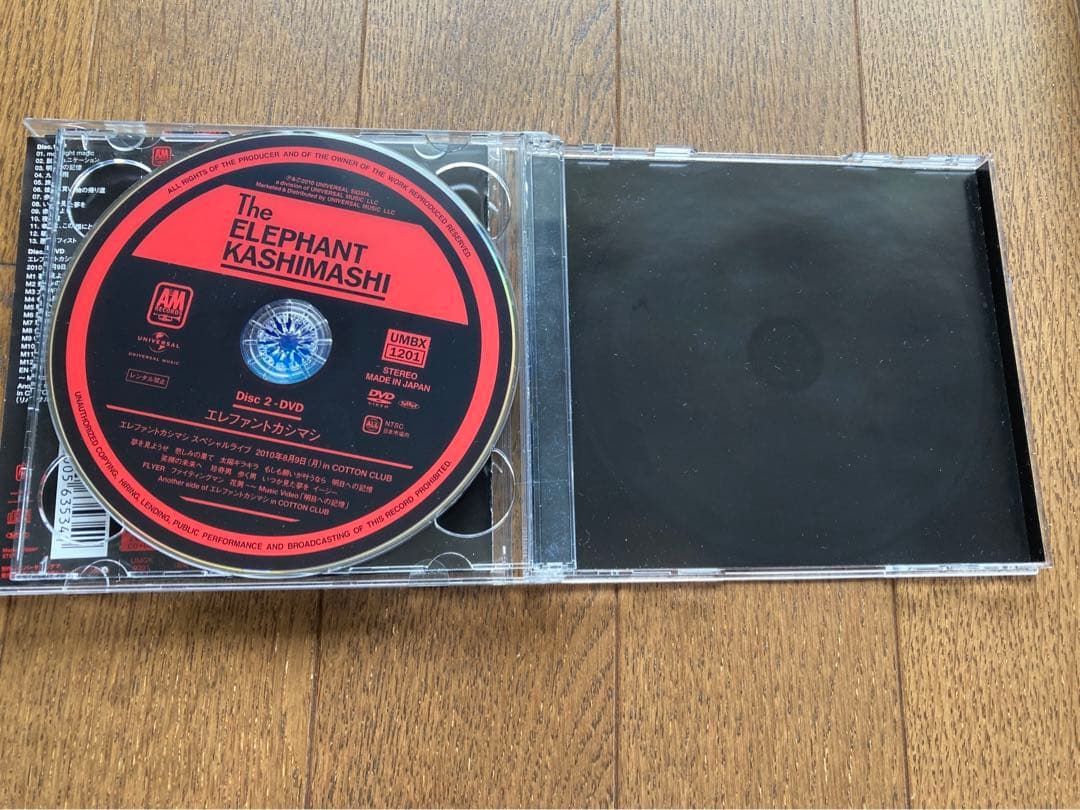 ALL RIGHTS OF THE PRODUCER AND OF THE OWNER OF THE WORK REPRODUCED RESERVED.
℗&©2010 UNIVERSAL SIGMA,
a division of UNIVERSAL MUSIC LLC
Marketed & Distributed by UNIVERSAL MUSIC LLC
The
ELEPHANT
KASHIMASHI
A&M
RECORDS
UNIVERSAL
UNIVERSAL MUSIC
レンタル禁止
UMBX
1201
STEREO
MADE IN JAPAN
DVD
VIDEO
ALL
NTSC
日本市場向
Disc 2 - DVD
エレファントカシマシ
エレファントカシマシ スペシャルライブ 2010年8月9日(月) in COTTON CLUB
夢を見ようぜ 悲しみの果て 太陽ギラギラ もしも願いが叶うなら 明日への記憶
笑顔の未来へ 珍奇男 歩く男 いつか見た夢を イージー
FLYER ファイティングマン 花男 〜 Music Video「明日への記憶」
Another side of エレファントカシマシ in COTTON CLUB
UNAUTHORIZED COPYING, HIRING, LENDING, PUBLIC PERFORMANCE AND BROADCASTING OF THIS RECORD PROHIBITED.